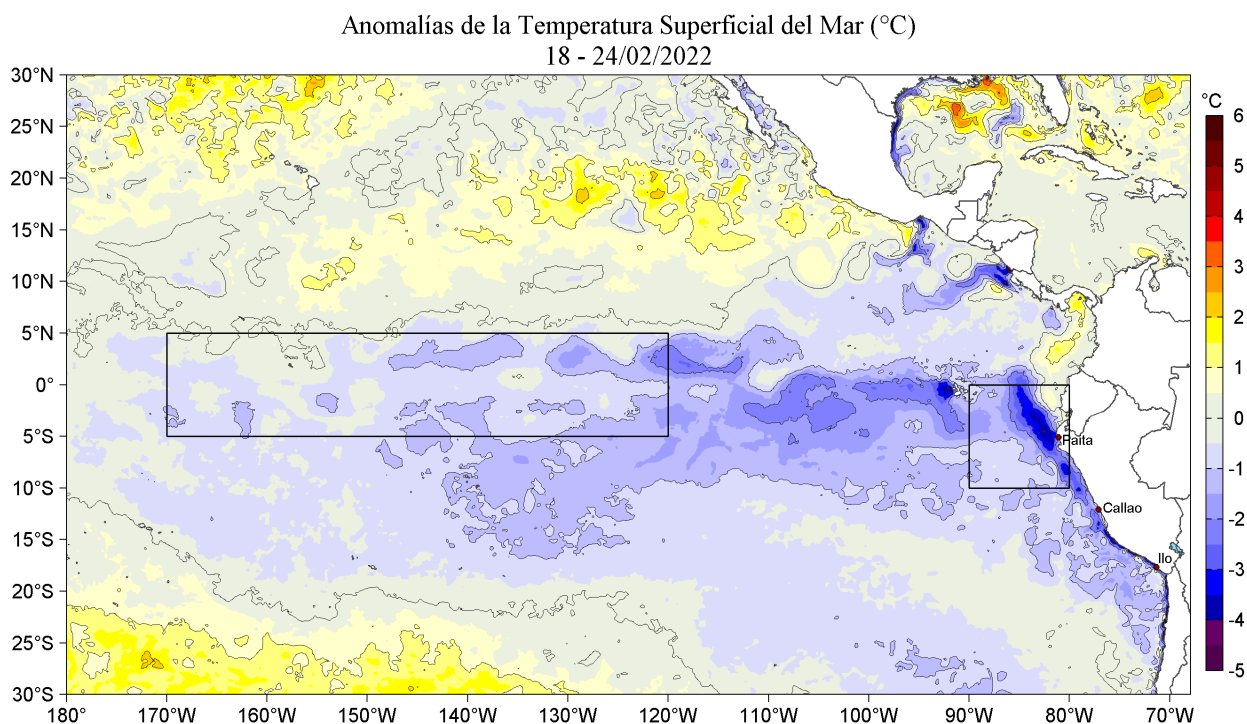 Anomalías de la Temperatura Superficial del Mar (°C)
18 - 24/02/2022
30°N
25°N
20°N
15°N
10°N
5°N
0°
5°S
10°S
15°S
20°S
25°S
30°S
180
170°W
160°W
150°W
140°W
130°W
120°W
110°W
100°W
90°W
80°W
70°W
Paita
Callao
Ilo
°C
6
5
4
3
2
1
0
-1
-2
-3
-4
-5